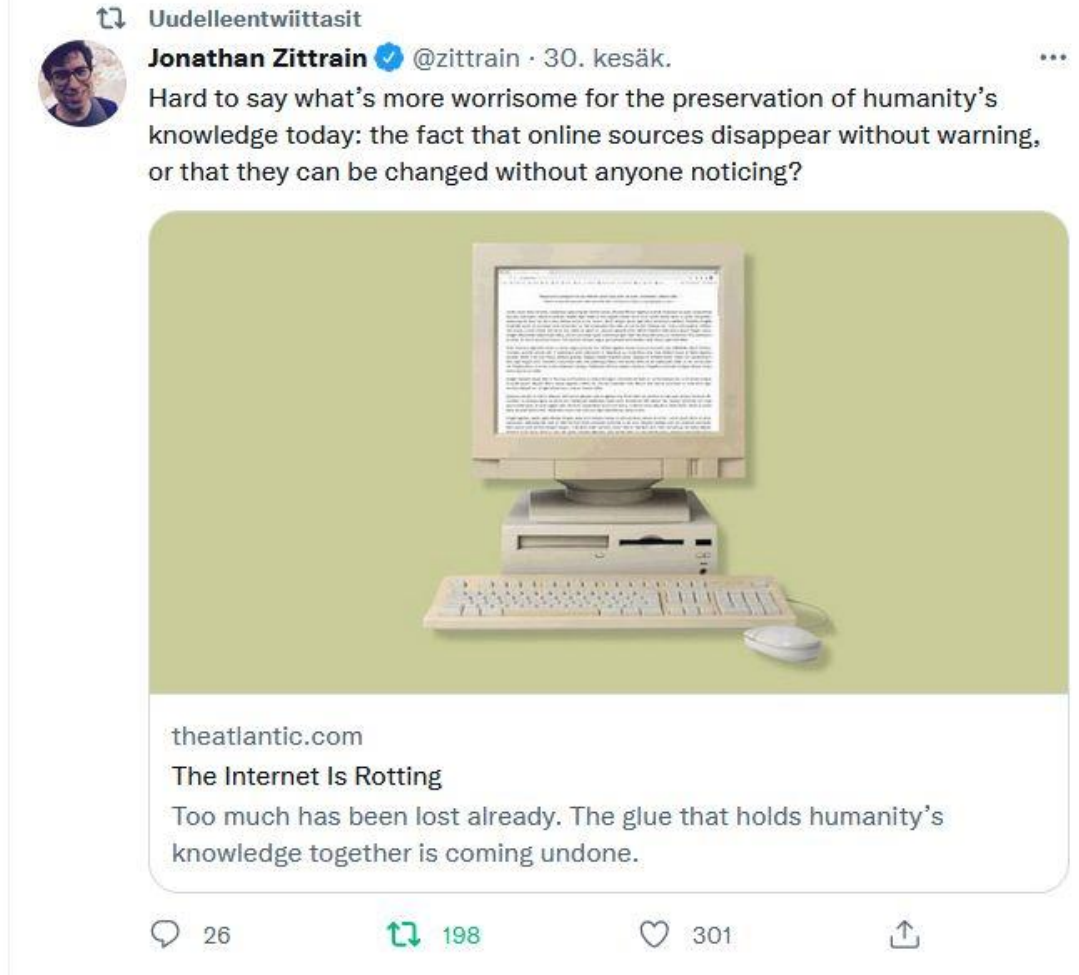 Uudelleentwiittasit
Jonathan Zittrain @zittrain · 30. kesäk.
Hard to say what's more worrisome for the preservation of humanity's
knowledge today: the fact that online sources disappear without warning,
or that they can be changed without anyone noticing?
theatlantic.com
The Internet Is Rotting
Too much has been lost already. The glue that holds humanity's
knowledge together is coming undone.
26 198 301